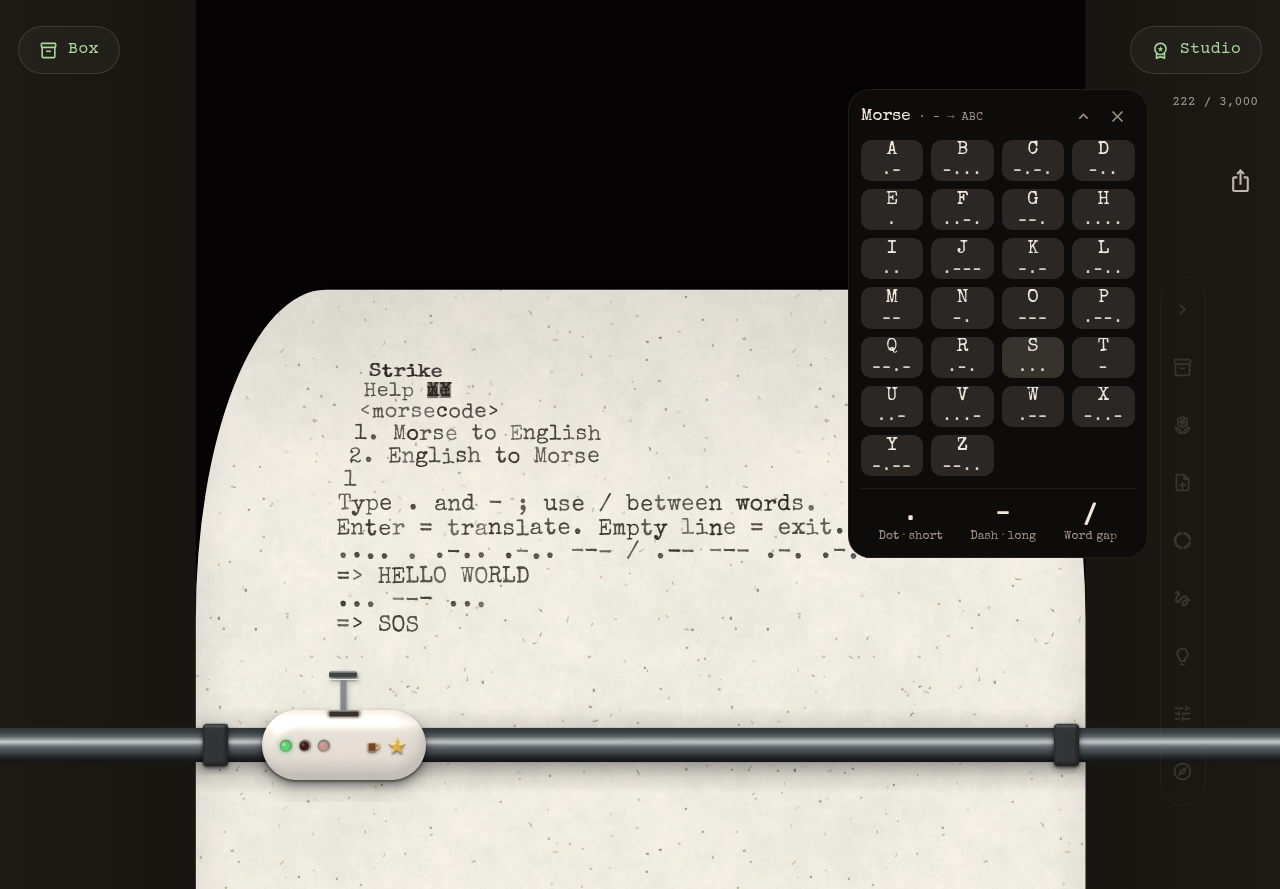 Box
Studio
222 / 3,000
Morse · – → ABC
A
.-
B
-...
C
-.-.
D
-..
E
.
F
..-.
G
--.
H
....
I
..
J
.---
K
-.-
L
.-..
M
--
N
-.
O
---
P
.--.
Q
--.-
R
.-.
S
...
T
-
U
..-
V
...-
W
.--
X
-..-
Y
-.--
Z
--..
.
Dot · short
–
Dash · long
/
Word gap
Strike
Help
<morsecode>
1. Morse to English
2. English to Morse
1
Type . and - ; use / between words.
Enter = translate. Empty line = exit.
.... . .-.. .-.. --- / .-- --- .-. .-.
=> HELLO WORLD
... --- ...
=> SOS